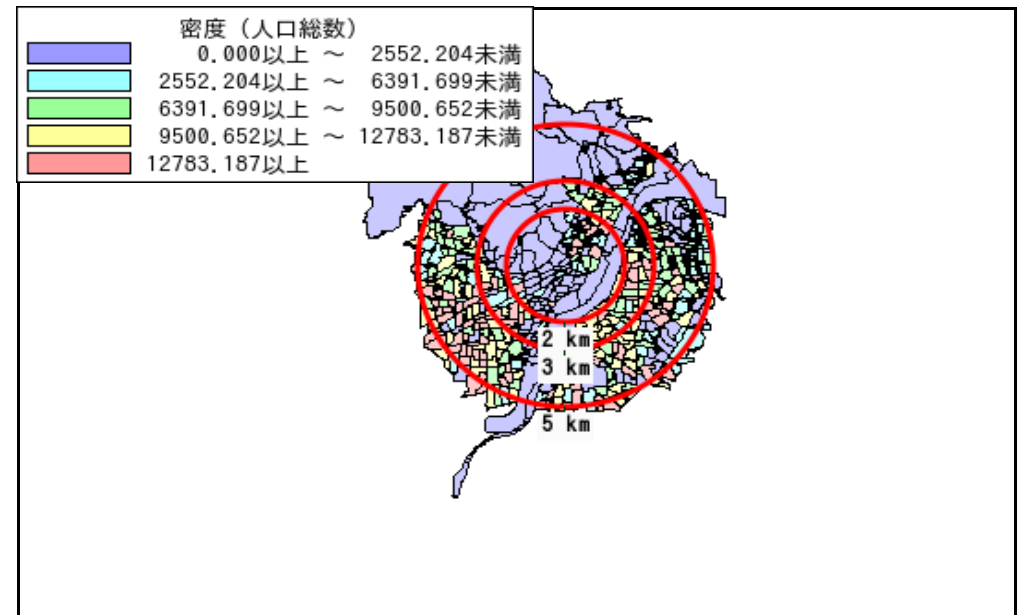 密度（人口総数）
0.000以上 ～ 2552.204未満
2552.204以上 ～ 6391.699未満
6391.699以上 ～ 9500.652未満
9500.652以上 ～ 12783.187未満
12783.187以上
2 km
3 km
5 km